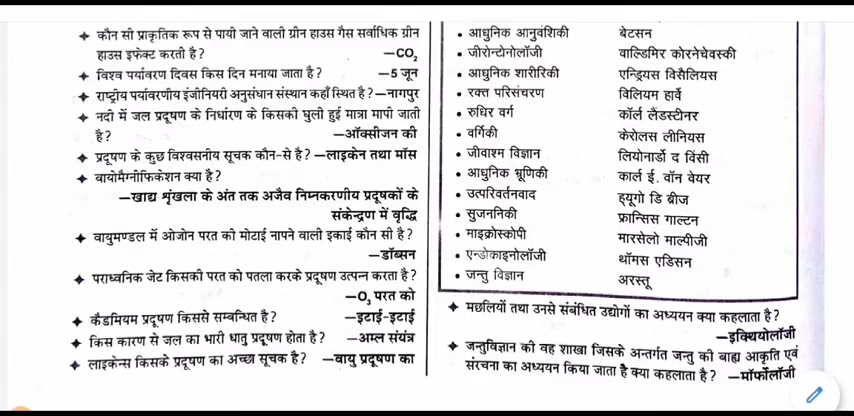 ✦ कौन सी प्राकृतिक रूप से पायी जाने वाली ग्रीन हाउस गैस सर्वाधिक ग्रीन
हाउस इफेक्ट करती है? —CO₂
✦ विश्व पर्यावरण दिवस किस दिन मनाया जाता है? —5 जून
✦ राष्ट्रीय पर्यावरणीय इंजीनियरी अनुसंधान संस्थान कहाँ स्थित है? —नागपुर
✦ नदी में जल प्रदूषण के निर्धारण के किसकी घुली हुई मात्रा मापी जाती
है? —ऑक्सीजन की
✦ प्रदूषण के कुछ विश्वसनीय सूचक कौन-से है? —लाइकेन तथा मॉस
✦ बायोमैग्नीफिकेशन क्या है?
—खाद्य शृंखला के अंत तक अजैव निम्नकरणीय प्रदूषकों के
संकेन्द्रण में वृद्धि
✦ वायुमण्डल में ओजोन परत की मोटाई नापने वाली इकाई कौन सी है?
—डॉब्सन
✦ पराध्वनिक जेट किसकी परत को पतला करके प्रदूषण उत्पन्न करता है?
—O₃ परत को
✦ कैडमियम प्रदूषण किससे सम्बन्धित है? —इटाई-इटाई
✦ किस कारण से जल का भारी धातु प्रदूषण होता है? —अम्ल संयंत्र
✦ लाइकेन्स किसके प्रदूषण का अच्छा सूचक है? —वायु प्रदूषण का
• आधुनिक आनुवंशिकी बेटसन
• जीरोन्टोनोलॉजी वाल्डिमिर कोरनेचेवस्की
• आधुनिक शारीरिकी एन्ड्रियस विसैलियस
• रक्त परिसंचरण विलियम हार्वे
• रुधिर वर्ग कॉर्ल लैंडस्टीनर
• वर्गिकी केरोलस लीनियस
• जीवाश्म विज्ञान लियोनार्डो द विंसी
• आधुनिक भ्रूणिकी कार्ल ई. वॉन वेयर
• उत्परिवर्तनवाद ह्यूगो डि ब्रीज
• सुजननिकी फ्रान्सिस गाल्टन
• माइक्रोस्कोपी मारसेलो माल्पीजी
• एन्डोकाइनोलॉजी थॉमस एडिसन
• जन्तु विज्ञान अरस्तू
✦ मछलियों तथा उनसे संबंधित उद्योगों का अध्ययन क्या कहलाता है?
—इक्थियोलॉजी
✦ जन्तुविज्ञान की वह शाखा जिसके अन्तर्गत जन्तु की बाह्य आकृति एवं
संरचना का अध्ययन किया जाता है क्या कहलाता है? —मॉर्फोलॉजी